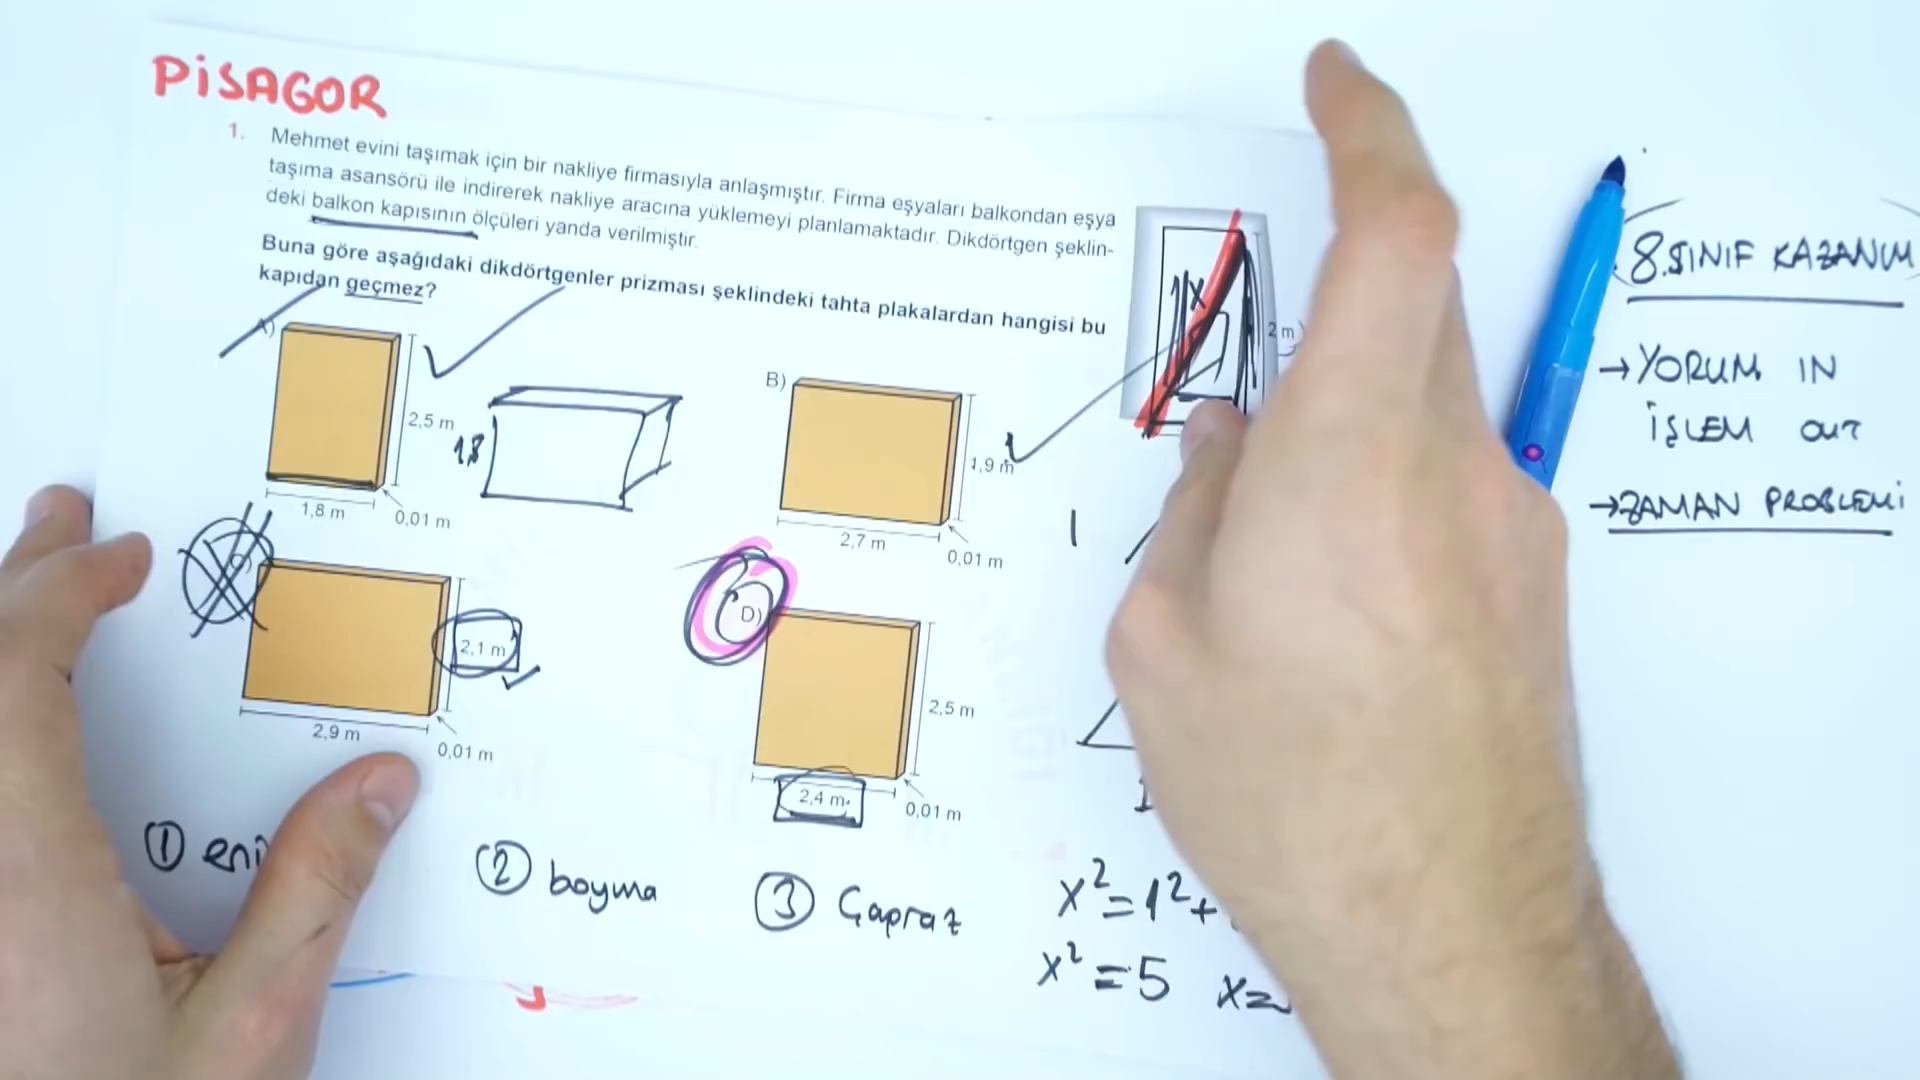 PİSAGOR
1. Mehmet evini taşımak için bir nakliye firmasıyla anlaşmıştır. Firma eşyaları balkondan eşya
taşıma asansörü ile indirerek nakliye aracına yüklemeyi planlamaktadır. Dikdörtgen şeklin-
deki balkon kapısının ölçüleri yanda verilmiştir.
Buna göre aşağıdaki dikdörtgenler prizması şeklindeki tahta plakalardan hangisi bu
kapıdan geçmez?
X
2 m
A)
2,5 m
1,8 m
0,01 m
1,8
B)
1,9 m
2,7 m
0,01 m
2,1 m
2,9 m
0,01 m
D)
2,5 m
2,4 m
0,01 m
1
① eni
② boyma
③ Çapraz
x²=1²+
x²=5 x=
8.SINIF KAZANIM
→YORUM IN
İŞLEM OUT
→ZAMAN PROBLEMİ